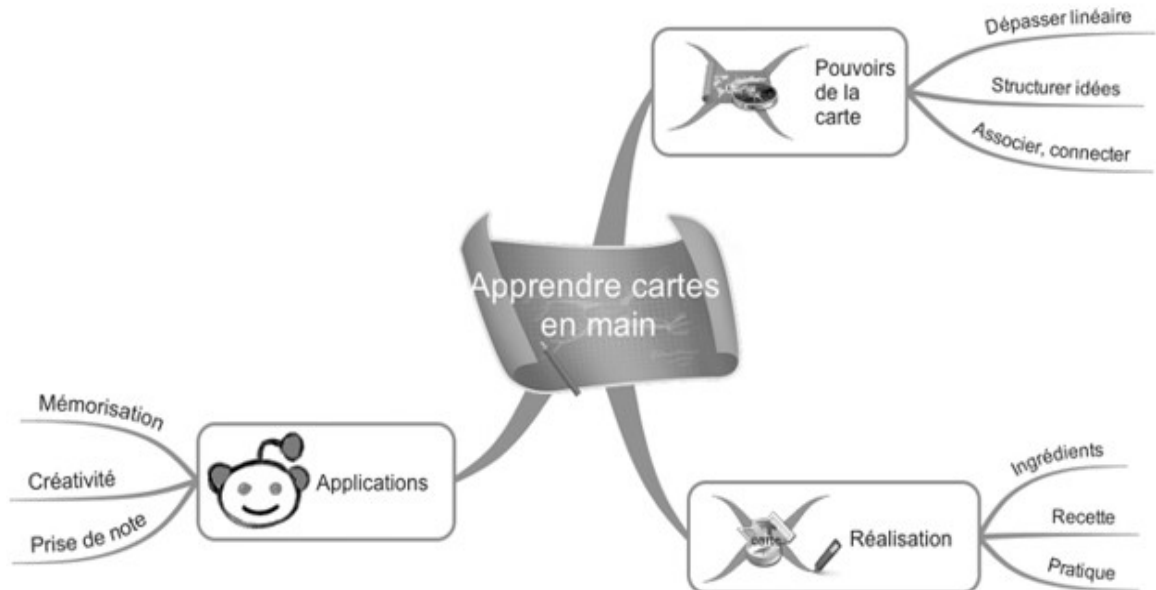 Apprendre cartes
en main
Pouvoirs
de la
carte
Dépasser linéaire
Structurer idées
Associer, connecter
carte
Réalisation
Ingrédients
Recette
Pratique
Applications
Mémorisation
Créativité
Prise de note